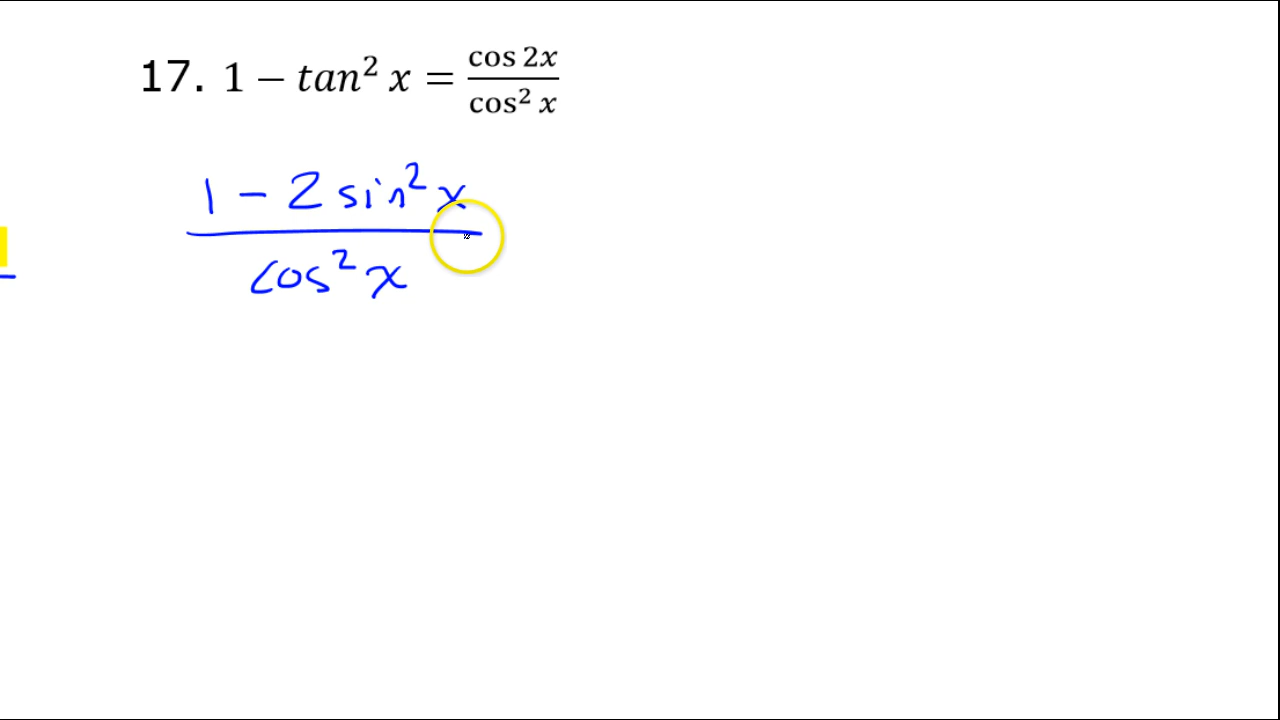 17. 1 − tan² x = cos 2x / cos² x
1 − 2 sin² x
cos² x